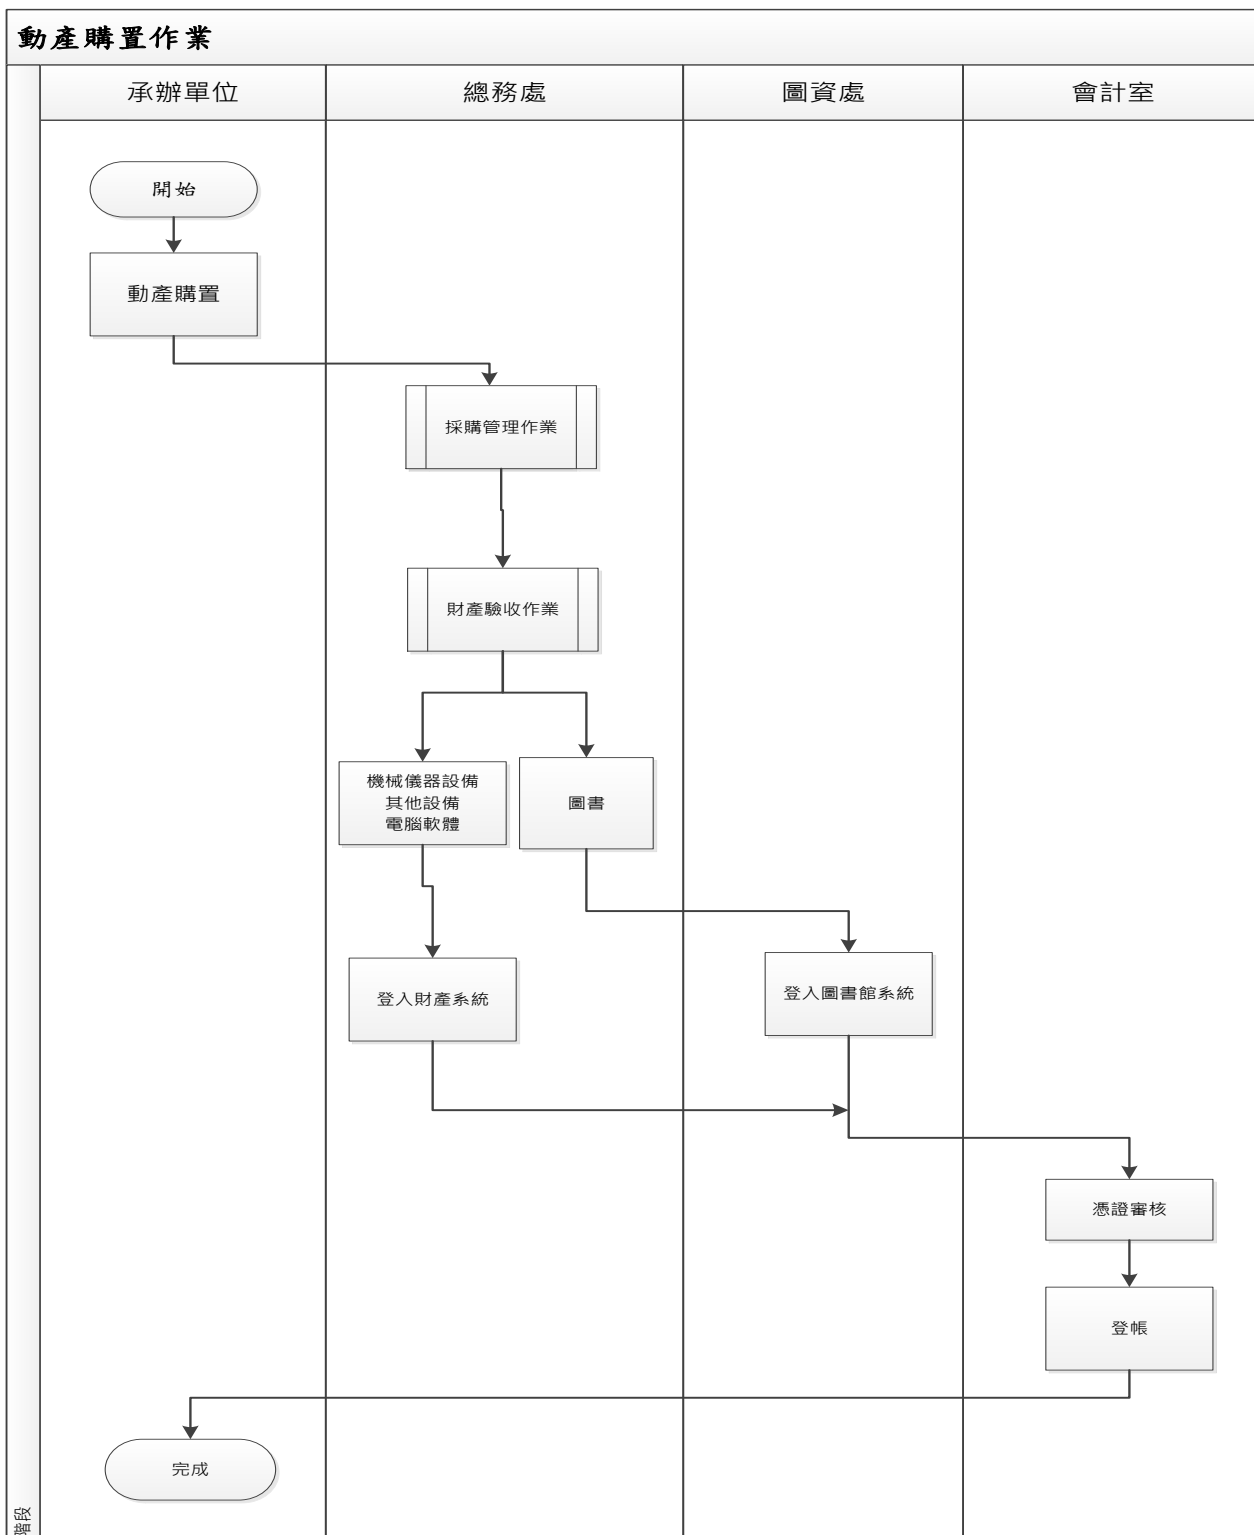 動產購置作業
承辦單位
總務處
圖資處
會計室
開始
動產購置
採購管理作業
財產驗收作業
機械儀器設備
其他設備
電腦軟體
圖書
登入財產系統
登入圖書館系統
憑證審核
登帳
完成
階段